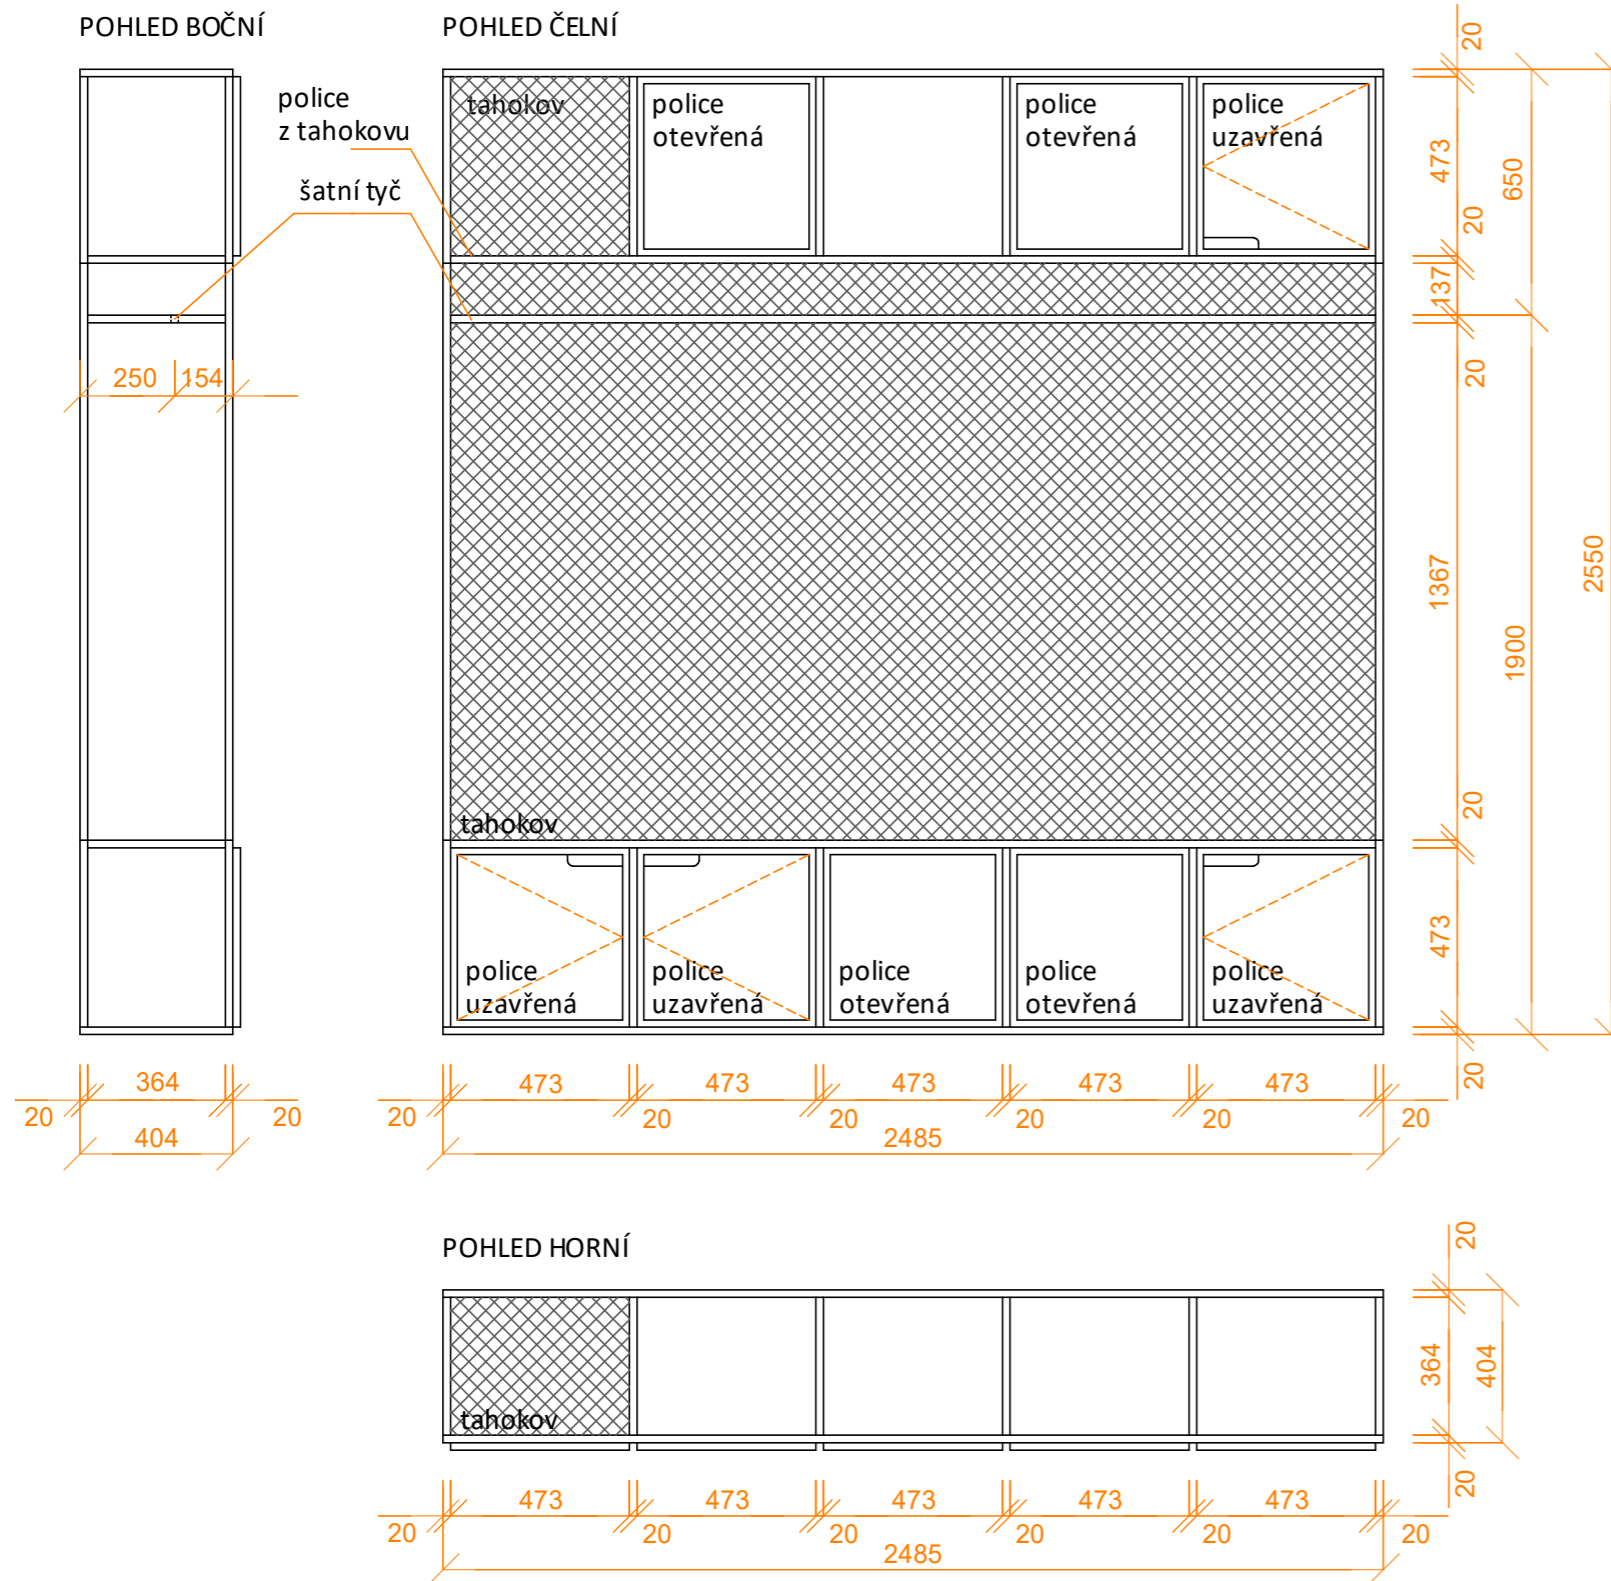 POHLED BOČNÍ
POHLED ČELNÍ
police
z tahokovu
šatní tyč
tahokov
police
otevřená
police
otevřená
police
uzavřená
20
473
20
137
20
1367
20
473
20
650
1900
2550
250
154
tahokov
police
uzavřená
police
uzavřená
police
otevřená
police
otevřená
police
uzavřená
364
20
20
404
473
473
473
473
473
20
20
20
20
20
20
2485
POHLED HORNÍ
tahokov
20
364
404
20
473
473
473
473
473
20
20
20
20
20
20
2485